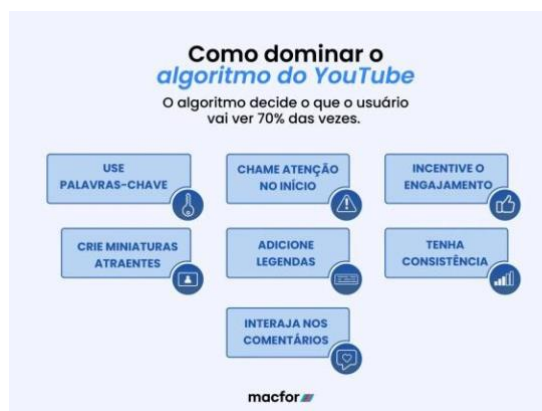 Como dominar o
algoritmo do YouTube
O algoritmo decide o que o usuário
vai ver 70% das vezes.
USE
PALAVRAS-CHAVE
CHAME ATENÇÃO
NO INÍCIO
INCENTIVE O
ENGAJAMENTO
CRIE MINIATURAS
ATRAENTES
ADICIONE
LEGENDAS
TENHA
CONSISTÊNCIA
INTERAJA NOS
COMENTÁRIOS
macfor